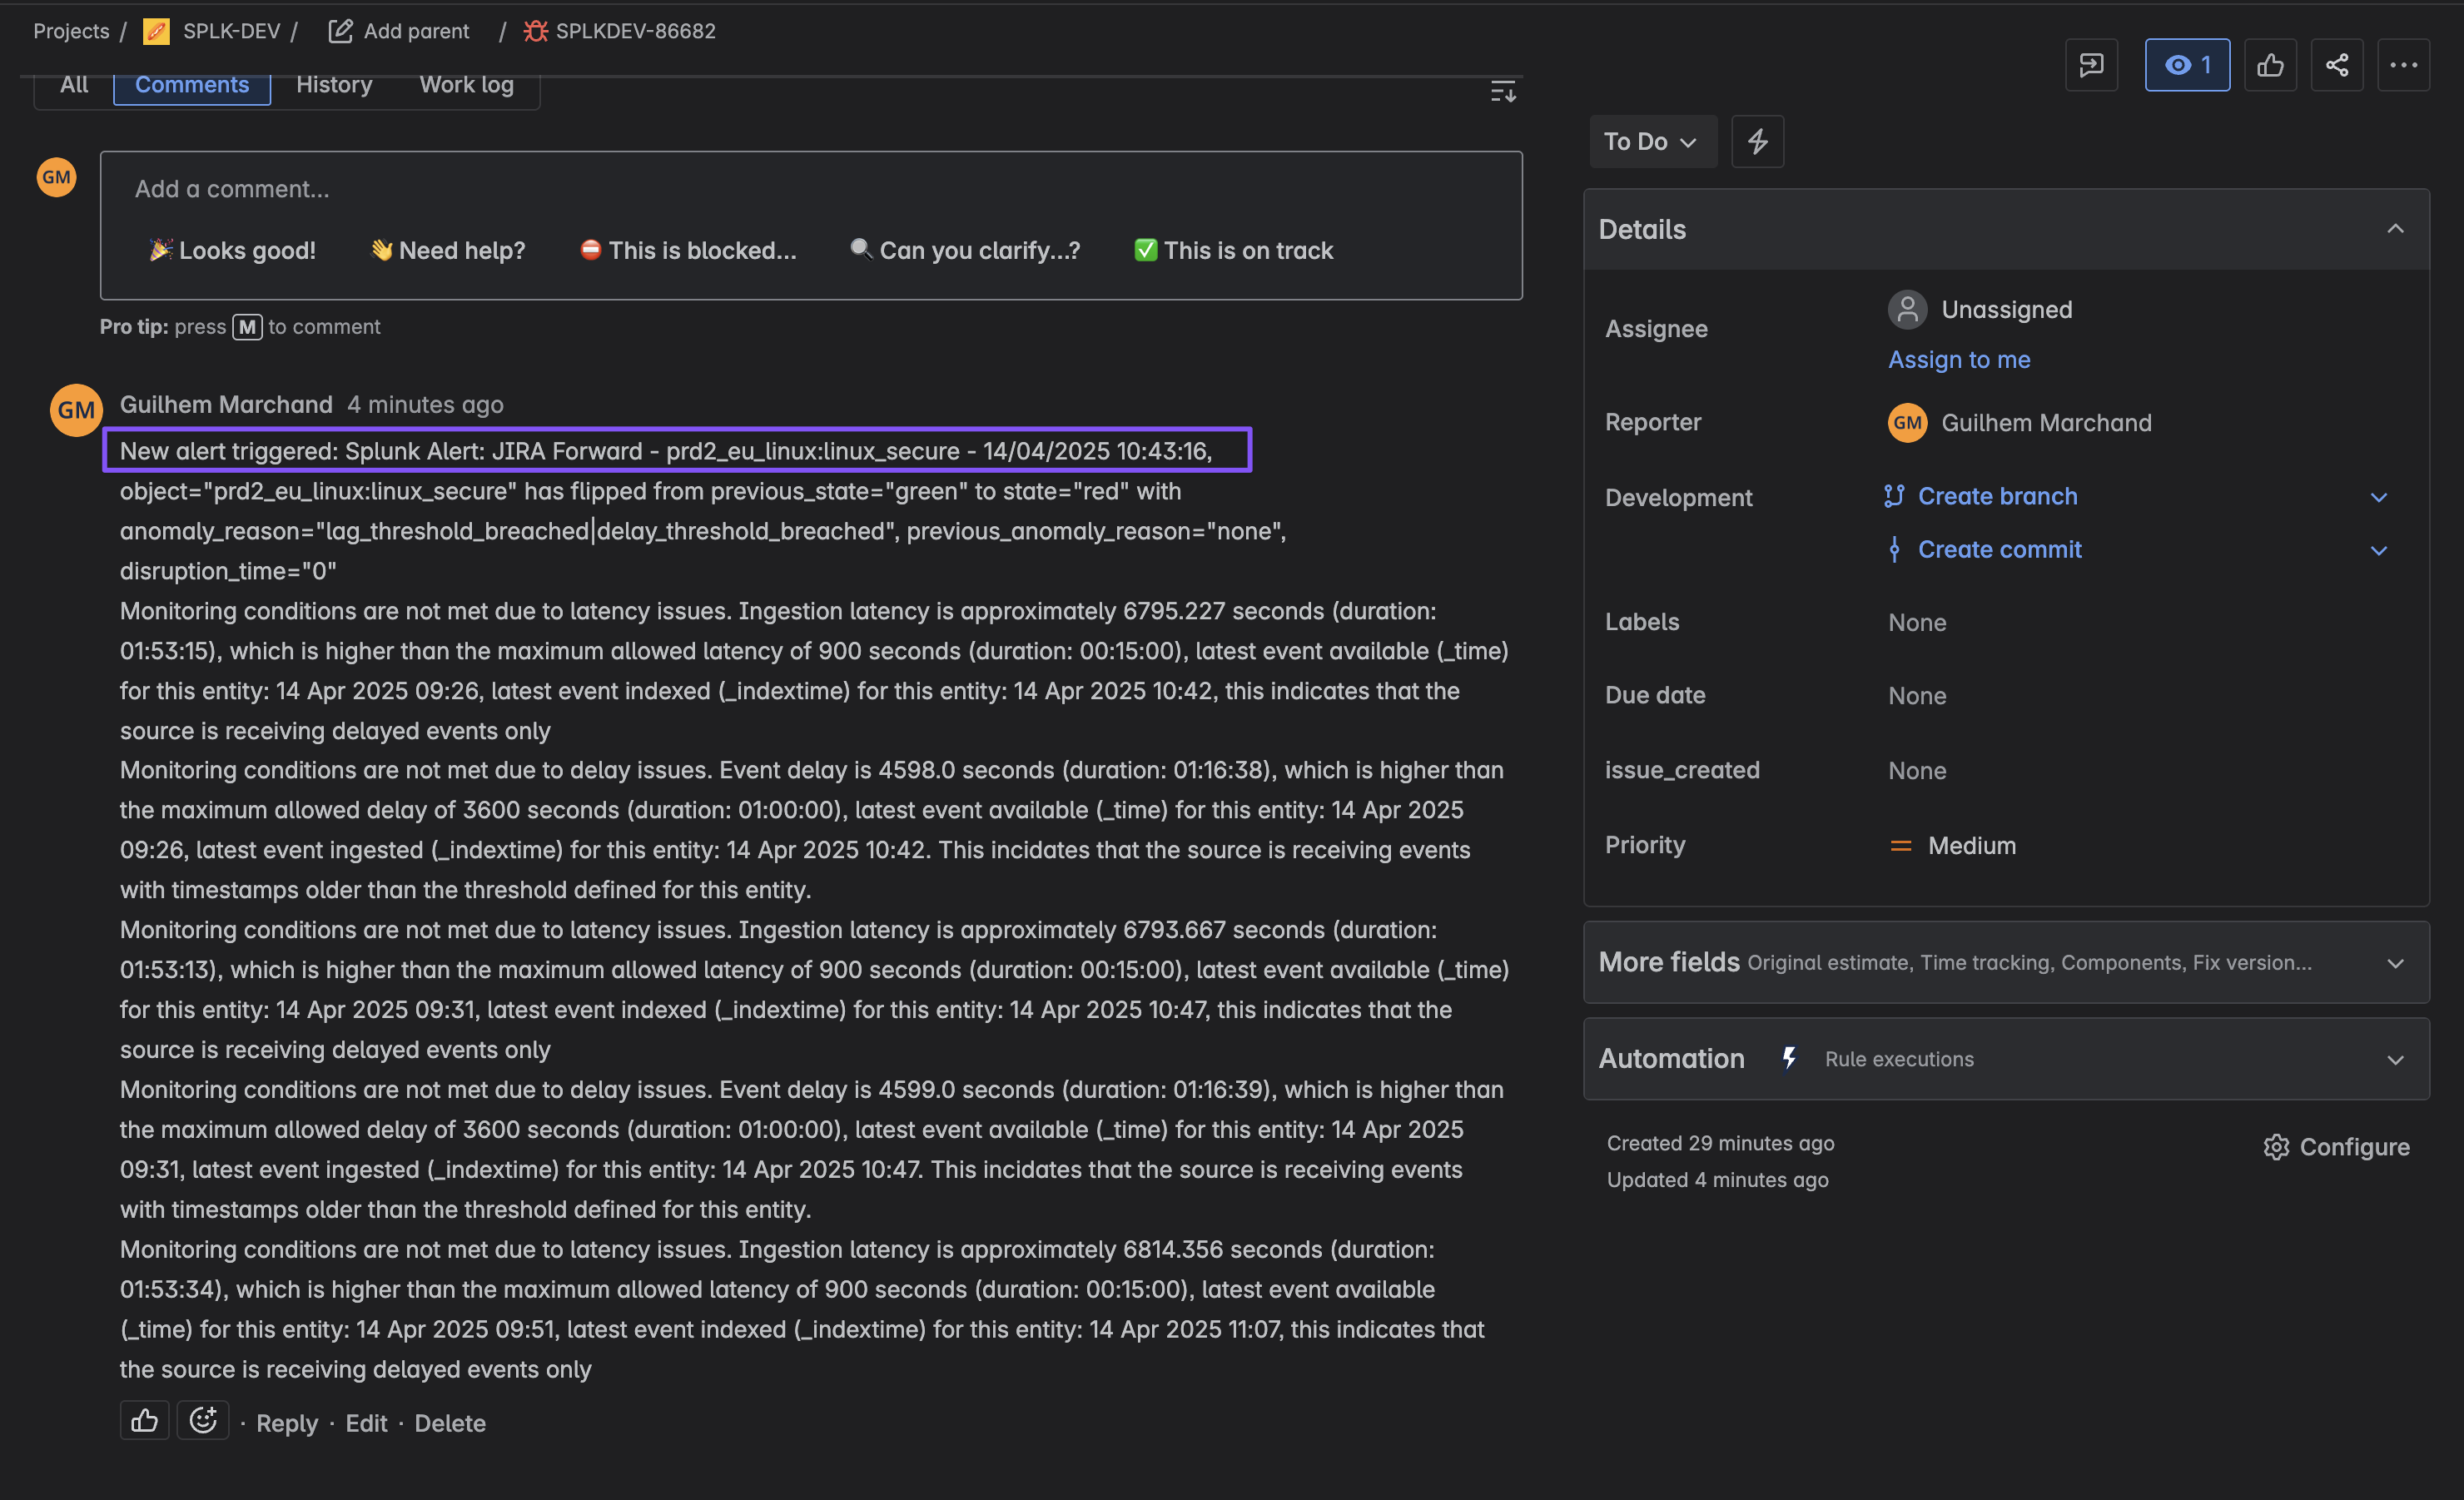 Projects / SPLK-DEV / Add parent / SPLKDEV-86682
1
All Comments History Work log
GM
Add a comment...
🎉 Looks good! 👋 Need help? ⛔ This is blocked... 🔍 Can you clarify...? ✅ This is on track
Pro tip: press M to comment
GM
Guilhem Marchand 4 minutes ago
New alert triggered: Splunk Alert: JIRA Forward - prd2_eu_linux:linux_secure - 14/04/2025 10:43:16,
object="prd2_eu_linux:linux_secure" has flipped from previous_state="green" to state="red" with
anomaly_reason="lag_threshold_breached|delay_threshold_breached", previous_anomaly_reason="none",
disruption_time="0"
Monitoring conditions are not met due to latency issues. Ingestion latency is approximately 6795.227 seconds (duration:
01:53:15), which is higher than the maximum allowed latency of 900 seconds (duration: 00:15:00), latest event available (_time)
for this entity: 14 Apr 2025 09:26, latest event indexed (_indextime) for this entity: 14 Apr 2025 10:42, this indicates that the
source is receiving delayed events only
Monitoring conditions are not met due to delay issues. Event delay is 4598.0 seconds (duration: 01:16:38), which is higher than
the maximum allowed delay of 3600 seconds (duration: 01:00:00), latest event available (_time) for this entity: 14 Apr 2025
09:26, latest event ingested (_indextime) for this entity: 14 Apr 2025 10:42. This incidates that the source is receiving events
with timestamps older than the threshold defined for this entity.
Monitoring conditions are not met due to latency issues. Ingestion latency is approximately 6793.667 seconds (duration:
01:53:13), which is higher than the maximum allowed latency of 900 seconds (duration: 00:15:00), latest event available (_time)
for this entity: 14 Apr 2025 09:31, latest event indexed (_indextime) for this entity: 14 Apr 2025 10:47, this indicates that the
source is receiving delayed events only
Monitoring conditions are not met due to delay issues. Event delay is 4599.0 seconds (duration: 01:16:39), which is higher than
the maximum allowed delay of 3600 seconds (duration: 01:00:00), latest event available (_time) for this entity: 14 Apr 2025
09:31, latest event ingested (_indextime) for this entity: 14 Apr 2025 10:47. This incidates that the source is receiving events
with timestamps older than the threshold defined for this entity.
Monitoring conditions are not met due to latency issues. Ingestion latency is approximately 6814.356 seconds (duration:
01:53:34), which is higher than the maximum allowed latency of 900 seconds (duration: 00:15:00), latest event available
(_time) for this entity: 14 Apr 2025 09:51, latest event indexed (_indextime) for this entity: 14 Apr 2025 11:07, this indicates that
the source is receiving delayed events only
· Reply · Edit · Delete
To Do
Details
Assignee Unassigned
Assign to me
Reporter GM Guilhem Marchand
Development Create branch
Create commit
Labels None
Due date None
issue_created None
Priority Medium
More fields Original estimate, Time tracking, Components, Fix version...
Automation Rule executions
Created 29 minutes ago
Updated 4 minutes ago
Configure